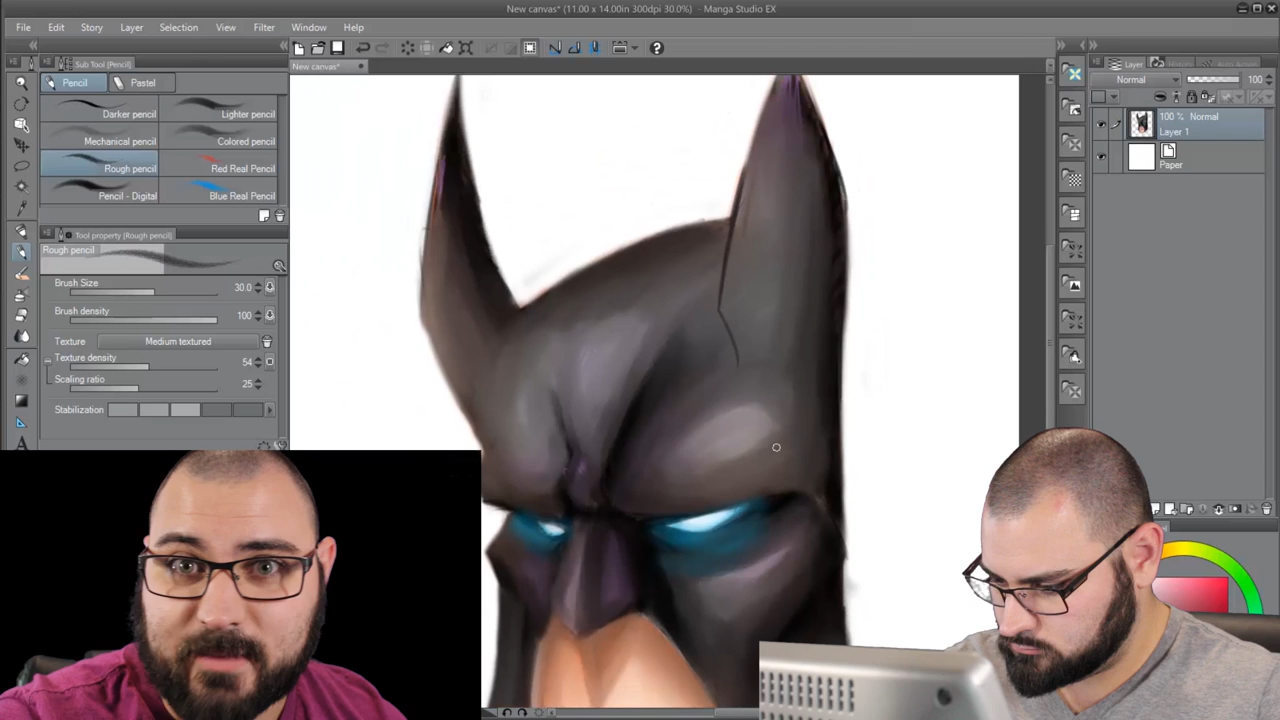 New canvas* (11.00 x 14.00in 300dpi 30.0%) - Manga Studio EX
File Edit Story Layer Selection View Filter Window Help
Sub Tool [Pencil]
New canvas*
Layer
History
Auto Action
Pencil Pastel
Normal 100
Darker pencil Lighter pencil
Mechanical pencil Colored pencil
100 % Normal
Layer 1
Rough pencil Red Real Pencil
Paper
Pencil - Digital Blue Real Pencil
Tool property [Rough pencil]
Rough pencil
Brush Size 30.0
Brush density 100
Texture Medium textured
Texture density 54
Scaling ratio 25
Stabilization